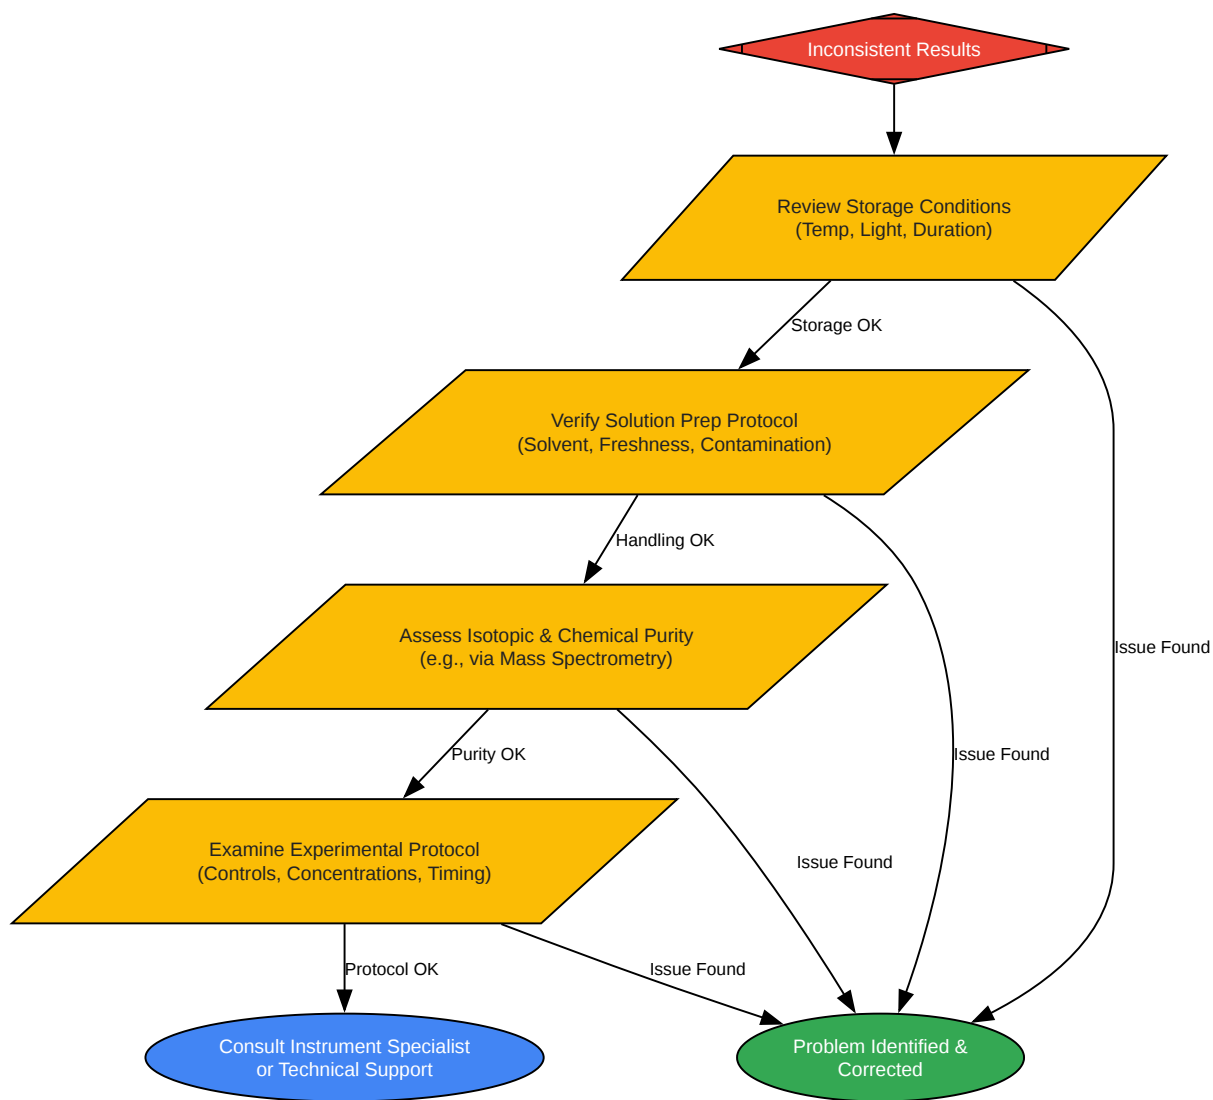 Inconsistent Results
Review Storage Conditions
(Temp, Light, Duration)
Storage OK
Verify Solution Prep Protocol
(Solvent, Freshness, Contamination)
Handling OK
Assess Isotopic & Chemical Purity
(e.g., via Mass Spectrometry)
Issue Found
Purity OK
Issue Found
Examine Experimental Protocol
(Controls, Concentrations, Timing)
Issue Found
Protocol OK
Issue Found
Consult Instrument Specialist
or Technical Support
Problem Identified &
Corrected